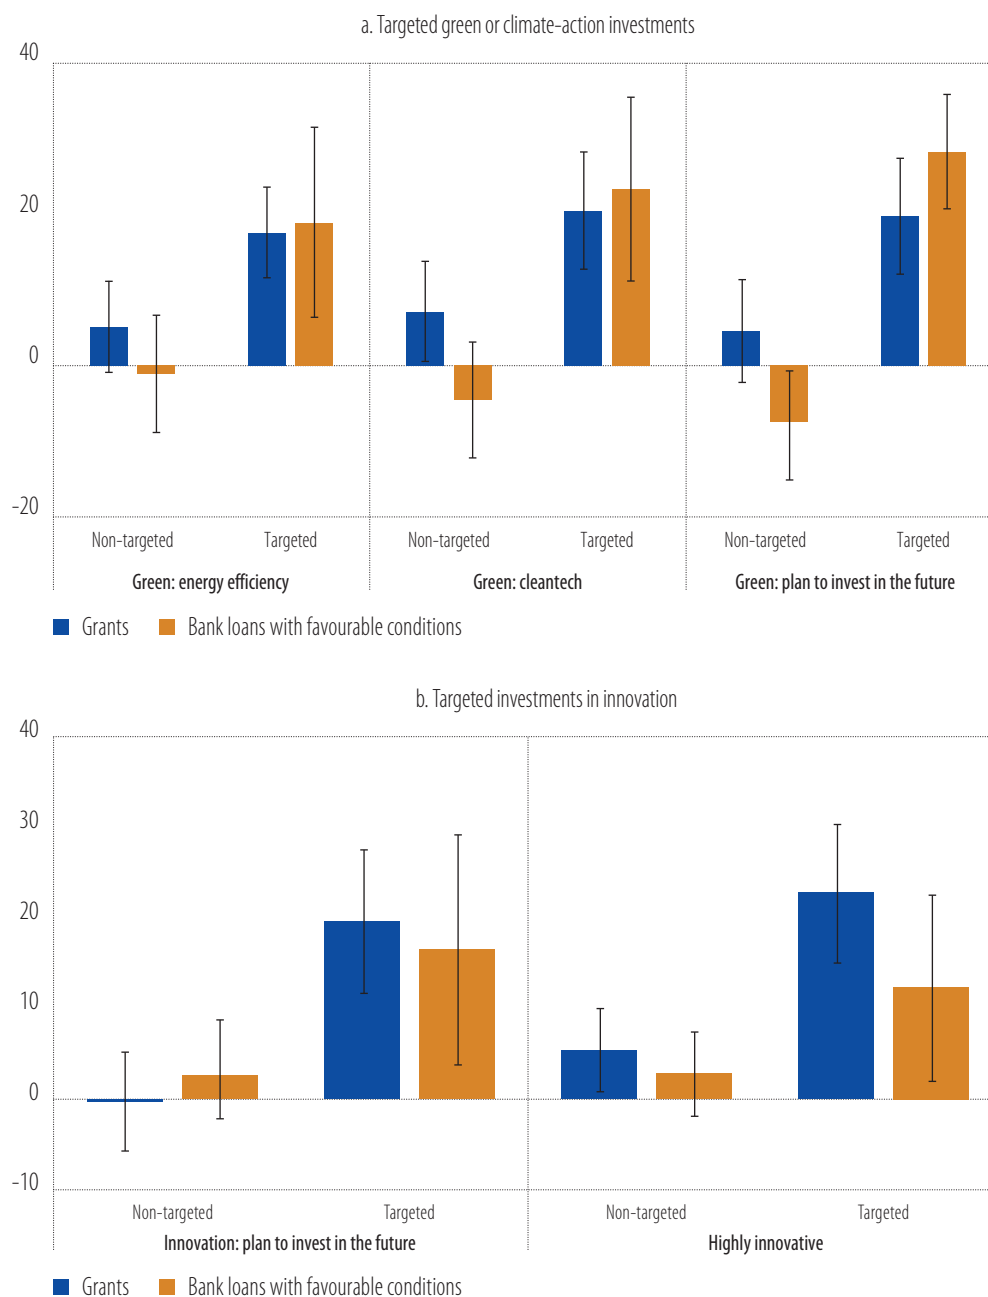 a. Targeted green or climate-action investments
40
20
0
-20
Non-targeted Targeted Non-targeted Targeted Non-targeted Targeted
Green: energy efficiency Green: cleantech Green: plan to invest in the future
Grants Bank loans with favourable conditions
b. Targeted investments in innovation
40
30
20
10
0
-10
Non-targeted Targeted Non-targeted Targeted
Innovation: plan to invest in the future Highly innovative
Grants Bank loans with favourable conditions